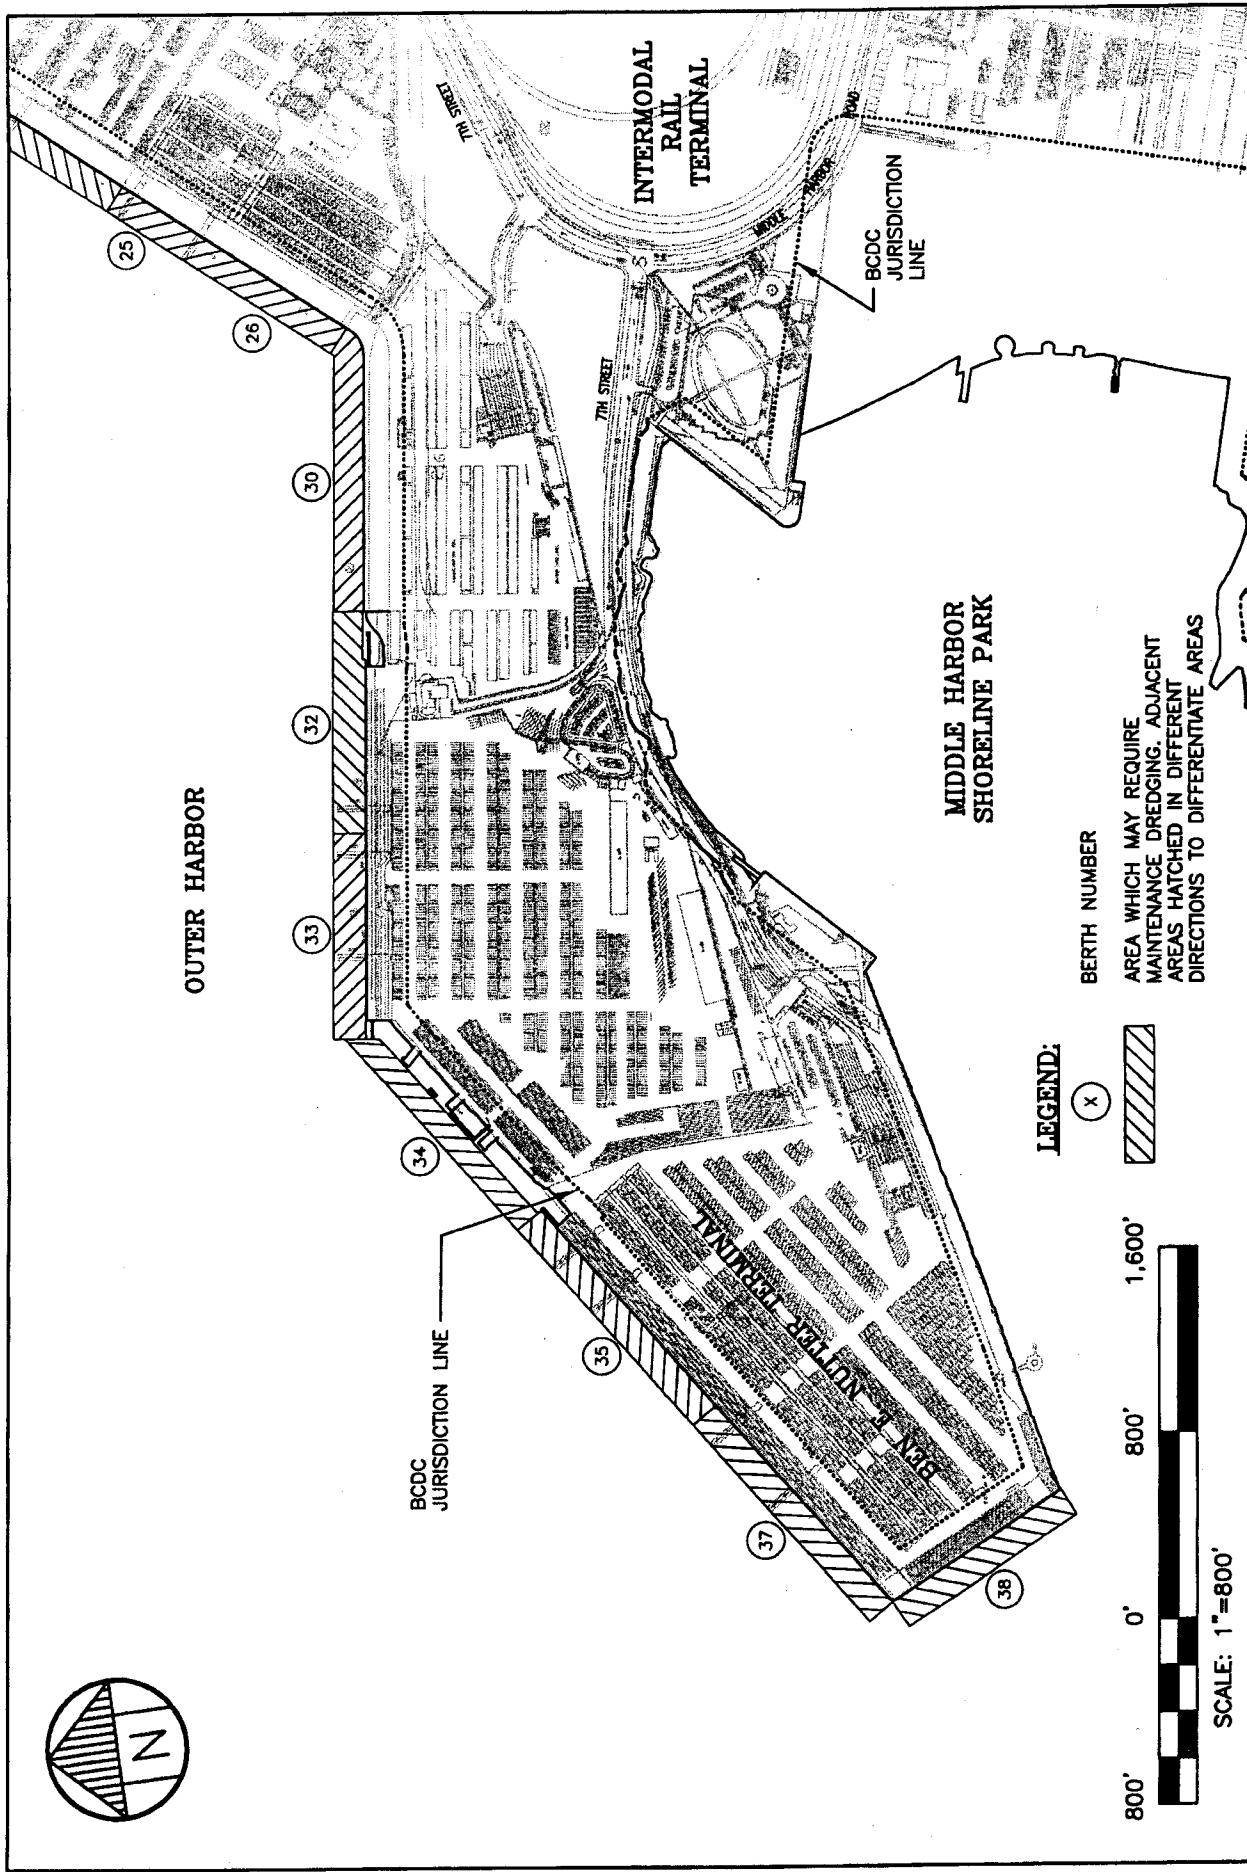 OUTER HARBOR
25
26
30
32
33
34
35
37
38
BCDC
JURISDICTION LINE
7TH STREET
INTERMODAL
RAIL
TERMINAL
7TH STREET
MIDDLE HARBOR ROAD
BCDC
JURISDICTION
LINE
BEN E. NUTTER TERMINAL
MIDDLE HARBOR
SHORELINE PARK
N
LEGEND:
X
BERTH NUMBER
AREA WHICH MAY REQUIRE
MAINTENANCE DREDGING. ADJACENT
AREAS HATCHED IN DIFFERENT
DIRECTIONS TO DIFFERENTIATE AREAS
800'
0'
800'
1,600'
SCALE: 1"=800'